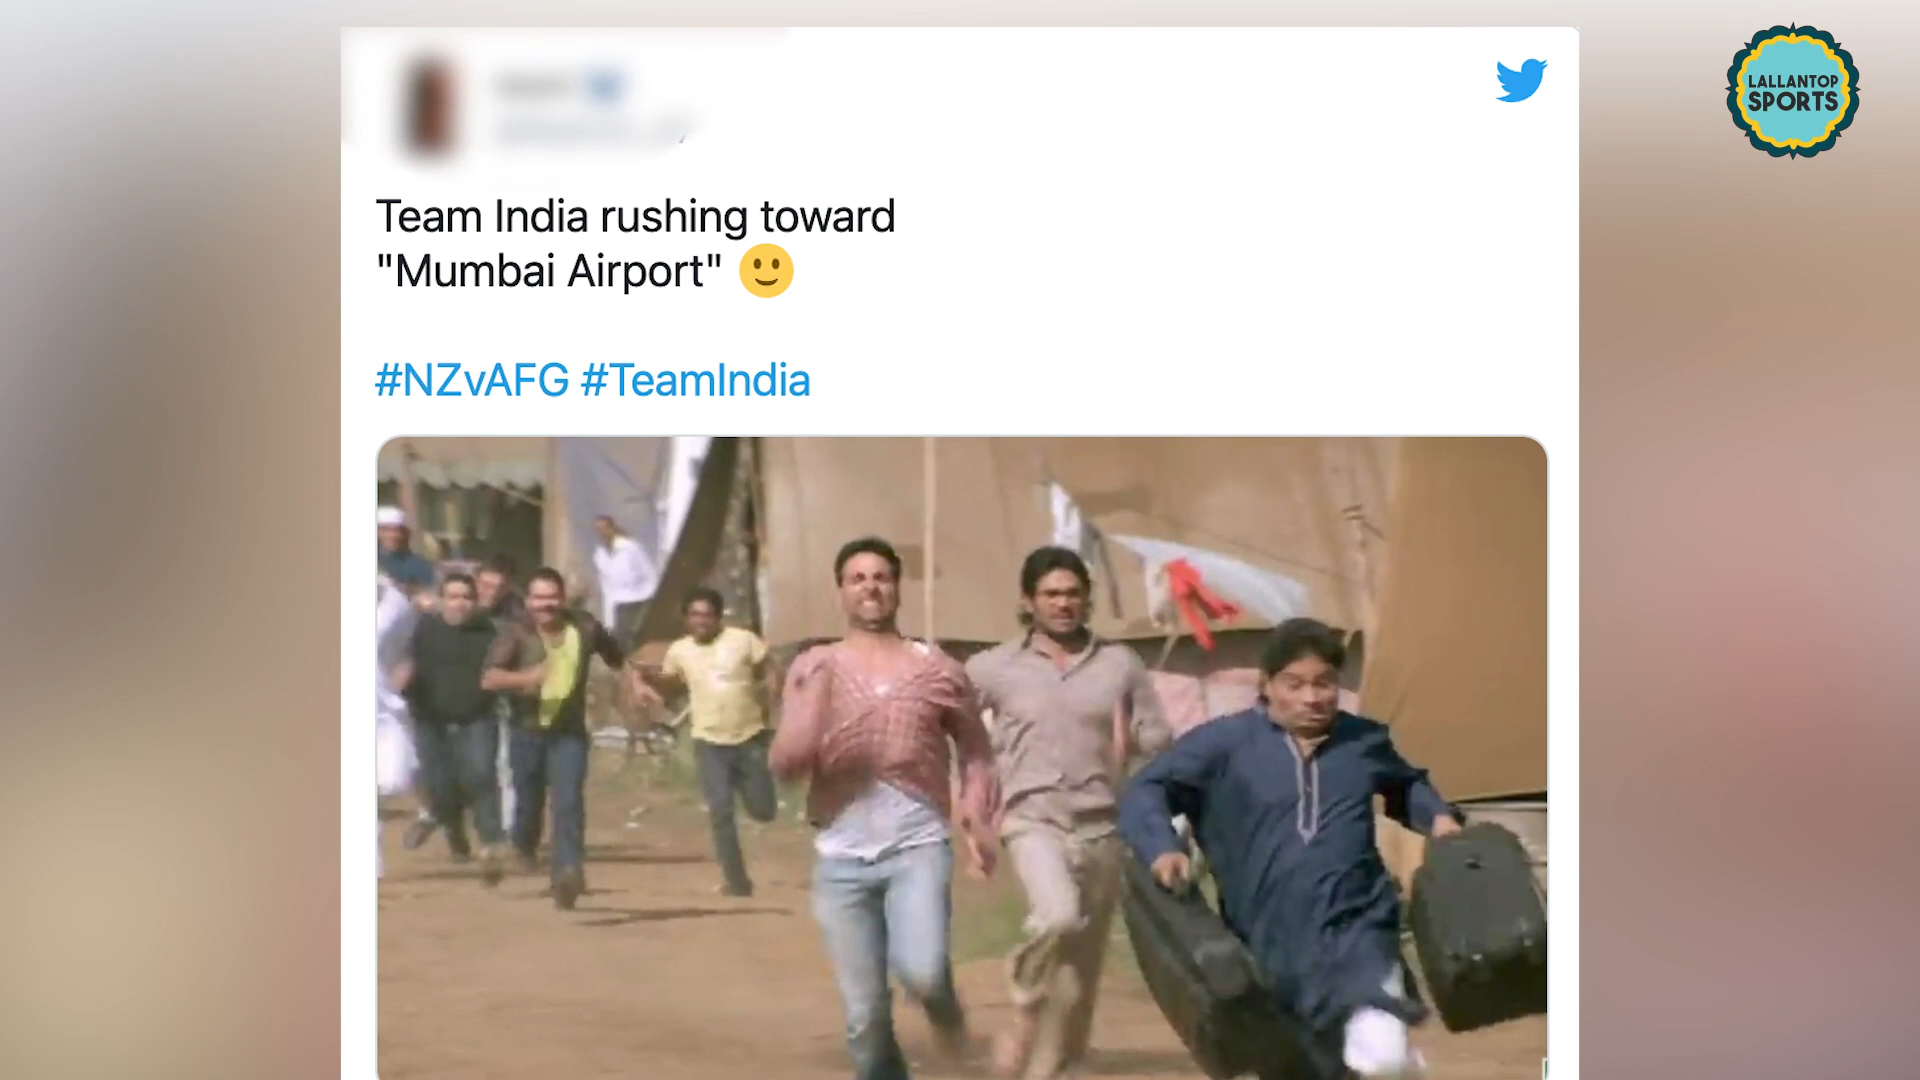 LALLANTOP
SPORTS
Team India rushing toward
"Mumbai Airport" 🙂
#NZvAFG #TeamIndia